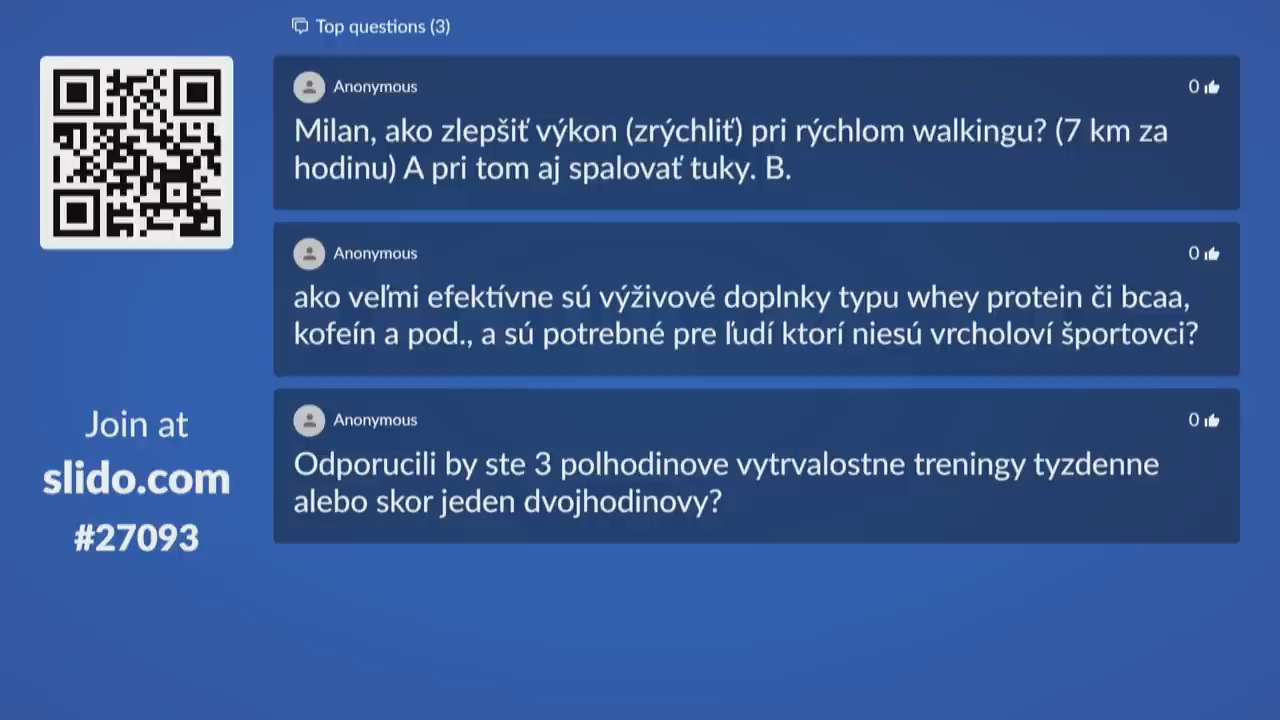 Top questions (3)
Anonymous
0
Milan, ako zlepšiť výkon (zrýchliť) pri rýchlom walkingu? (7 km za
hodinu) A pri tom aj spalovať tuky. B.
Anonymous
0
ako veľmi efektívne sú výživové doplnky typu whey protein či bcaa,
kofeín a pod., a sú potrebné pre ľudí ktorí niesú vrcholoví športovci?
Anonymous
0
Odporucili by ste 3 polhodinove vytrvalostne treningy tyzdenne
alebo skor jeden dvojhodinovy?
Join at
slido.com
#27093